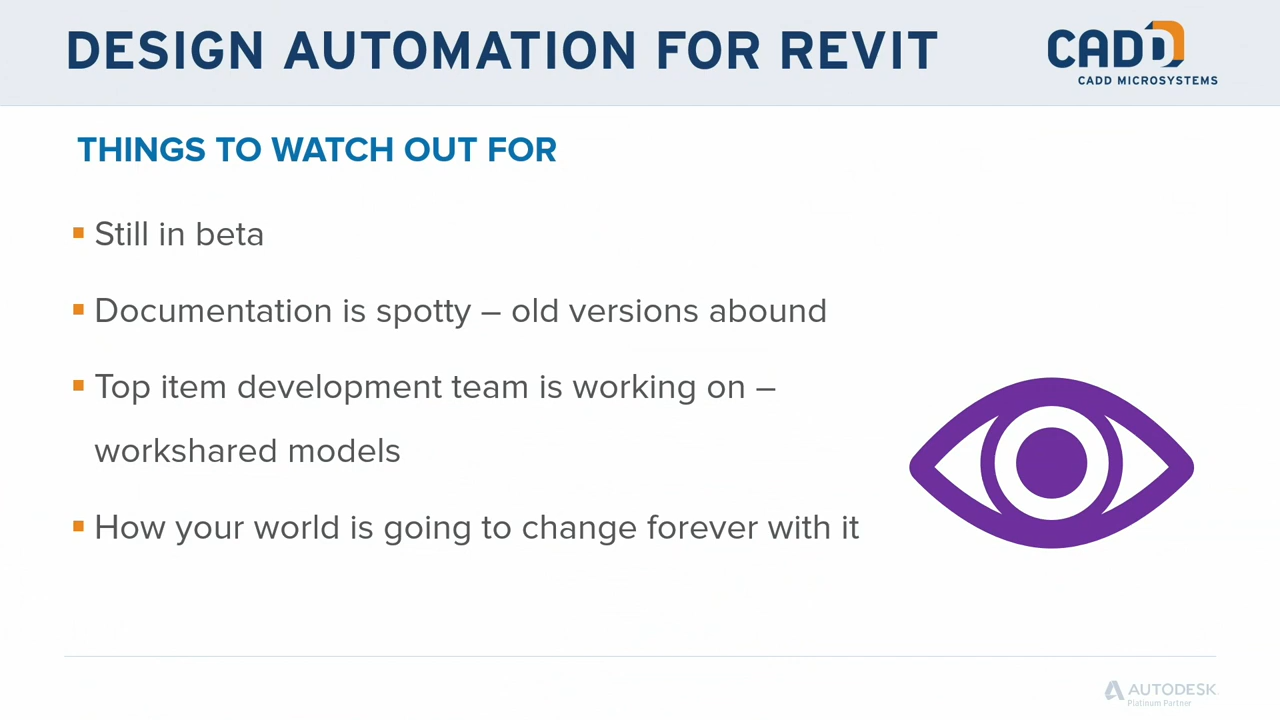 DESIGN AUTOMATION FOR REVIT
CADD
CADD MICROSYSTEMS
THINGS TO WATCH OUT FOR
Still in beta
Documentation is spotty – old versions abound
Top item development team is working on –
workshared models
How your world is going to change forever with it
AUTODESK
Platinum Partner